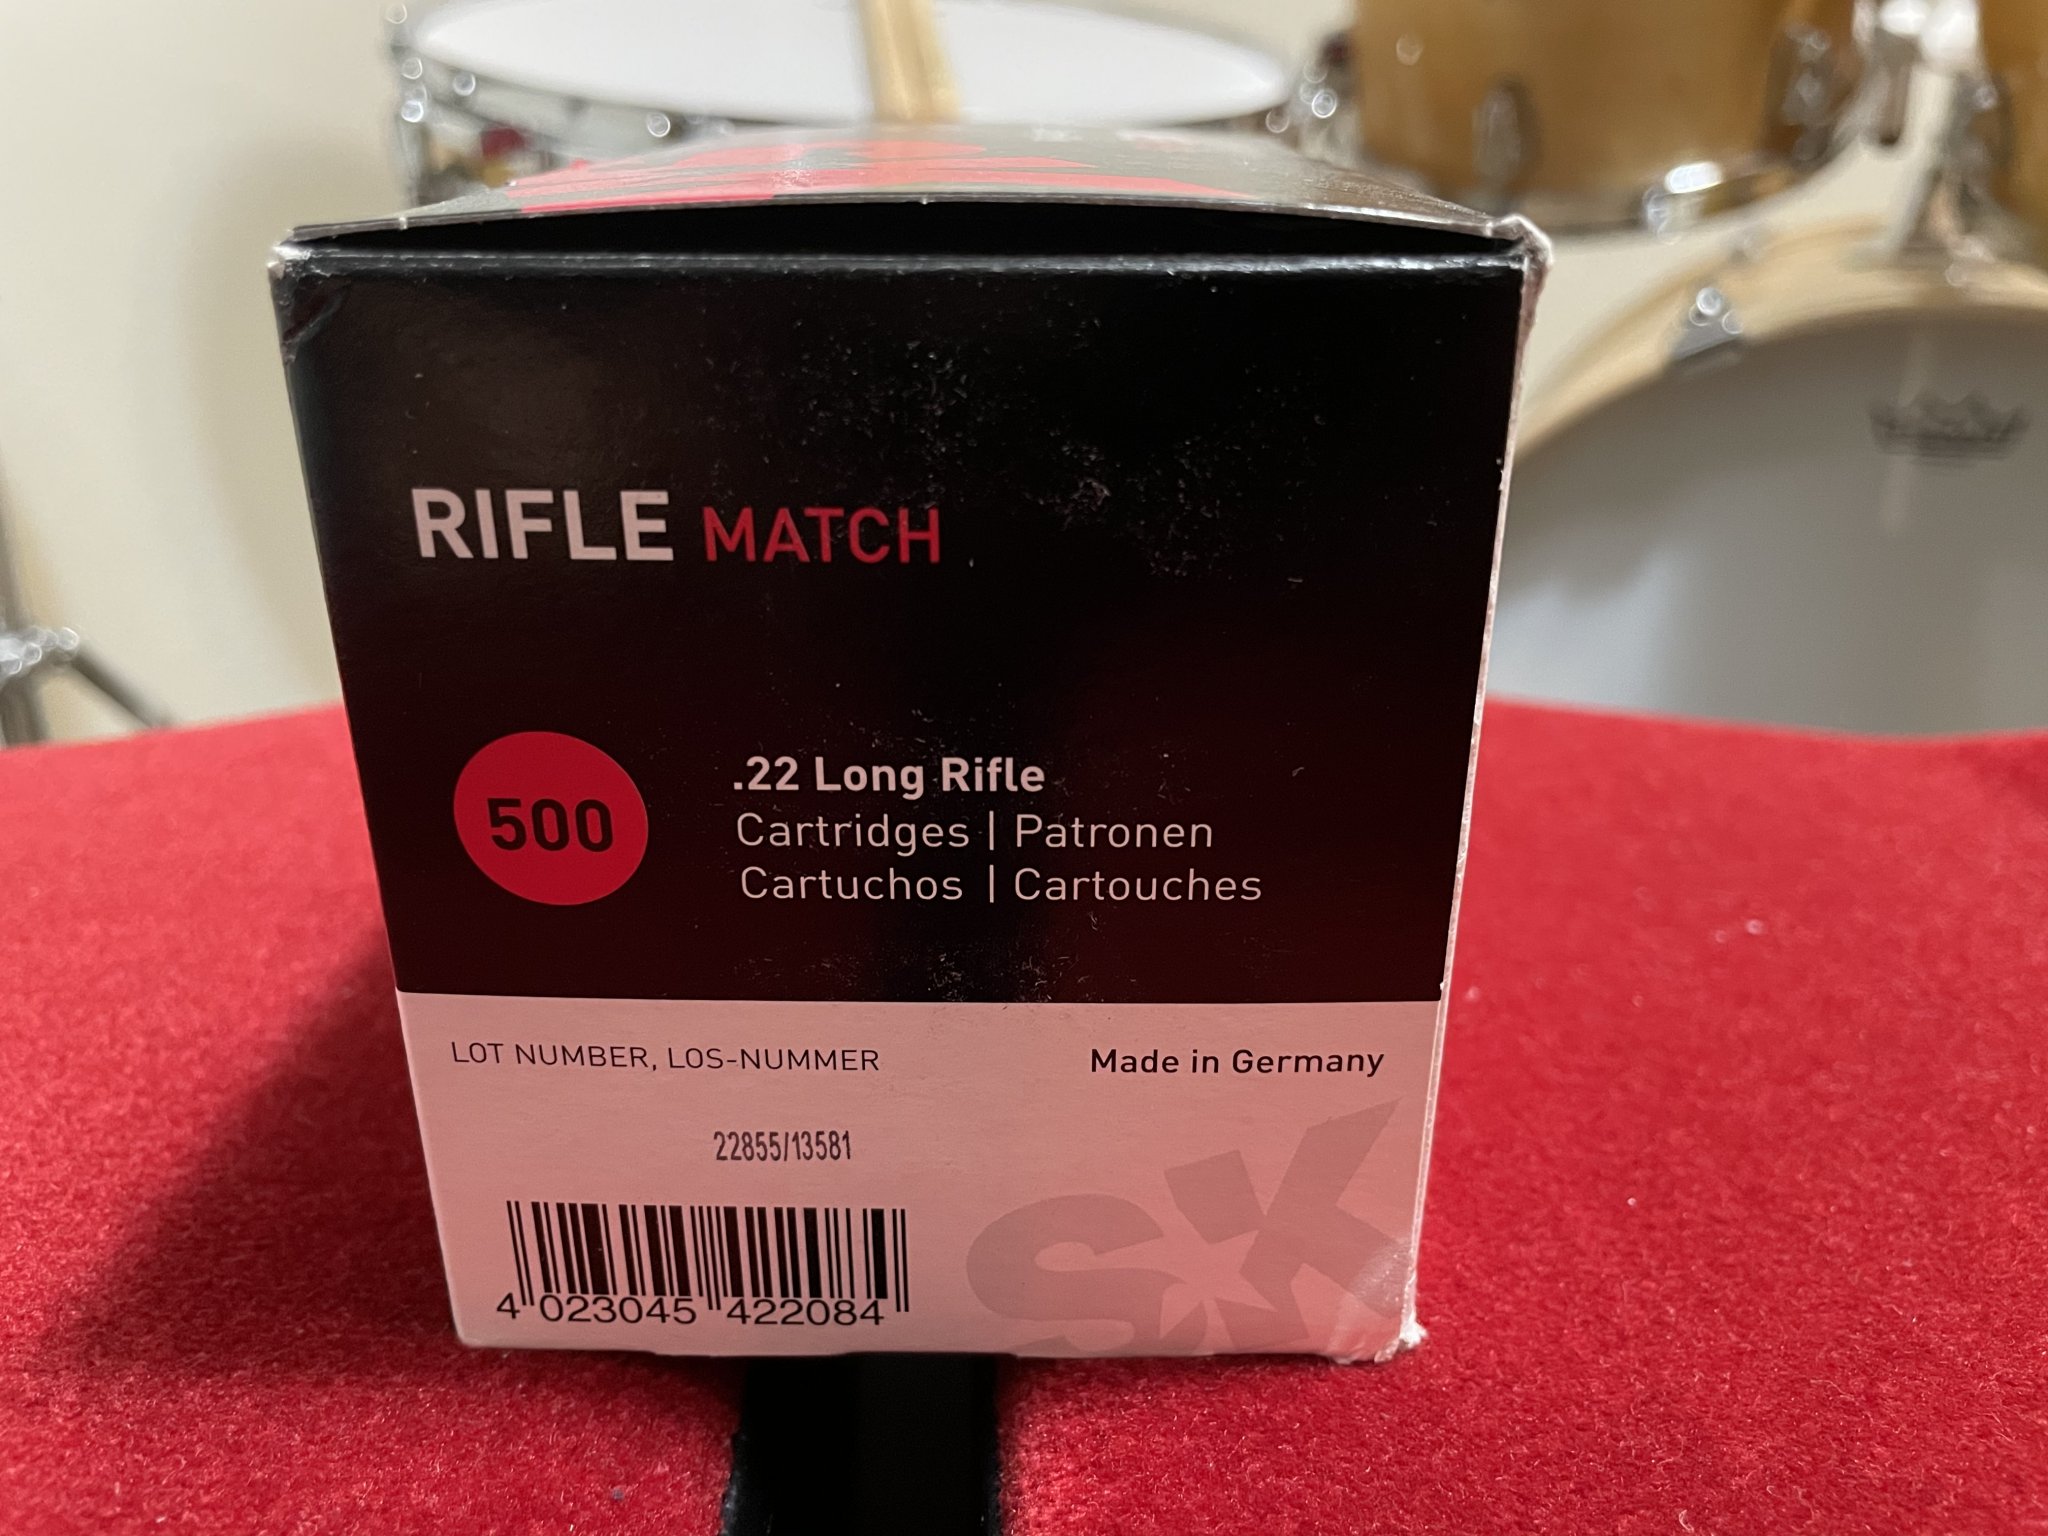 RIFLE MATCH
500
.22 Long Rifle
Cartridges | Patronen
Cartuchos | Cartouches
LOT NUMBER, LOS-NUMMER
Made in Germany
22855/13581
SK
4 023045 422084